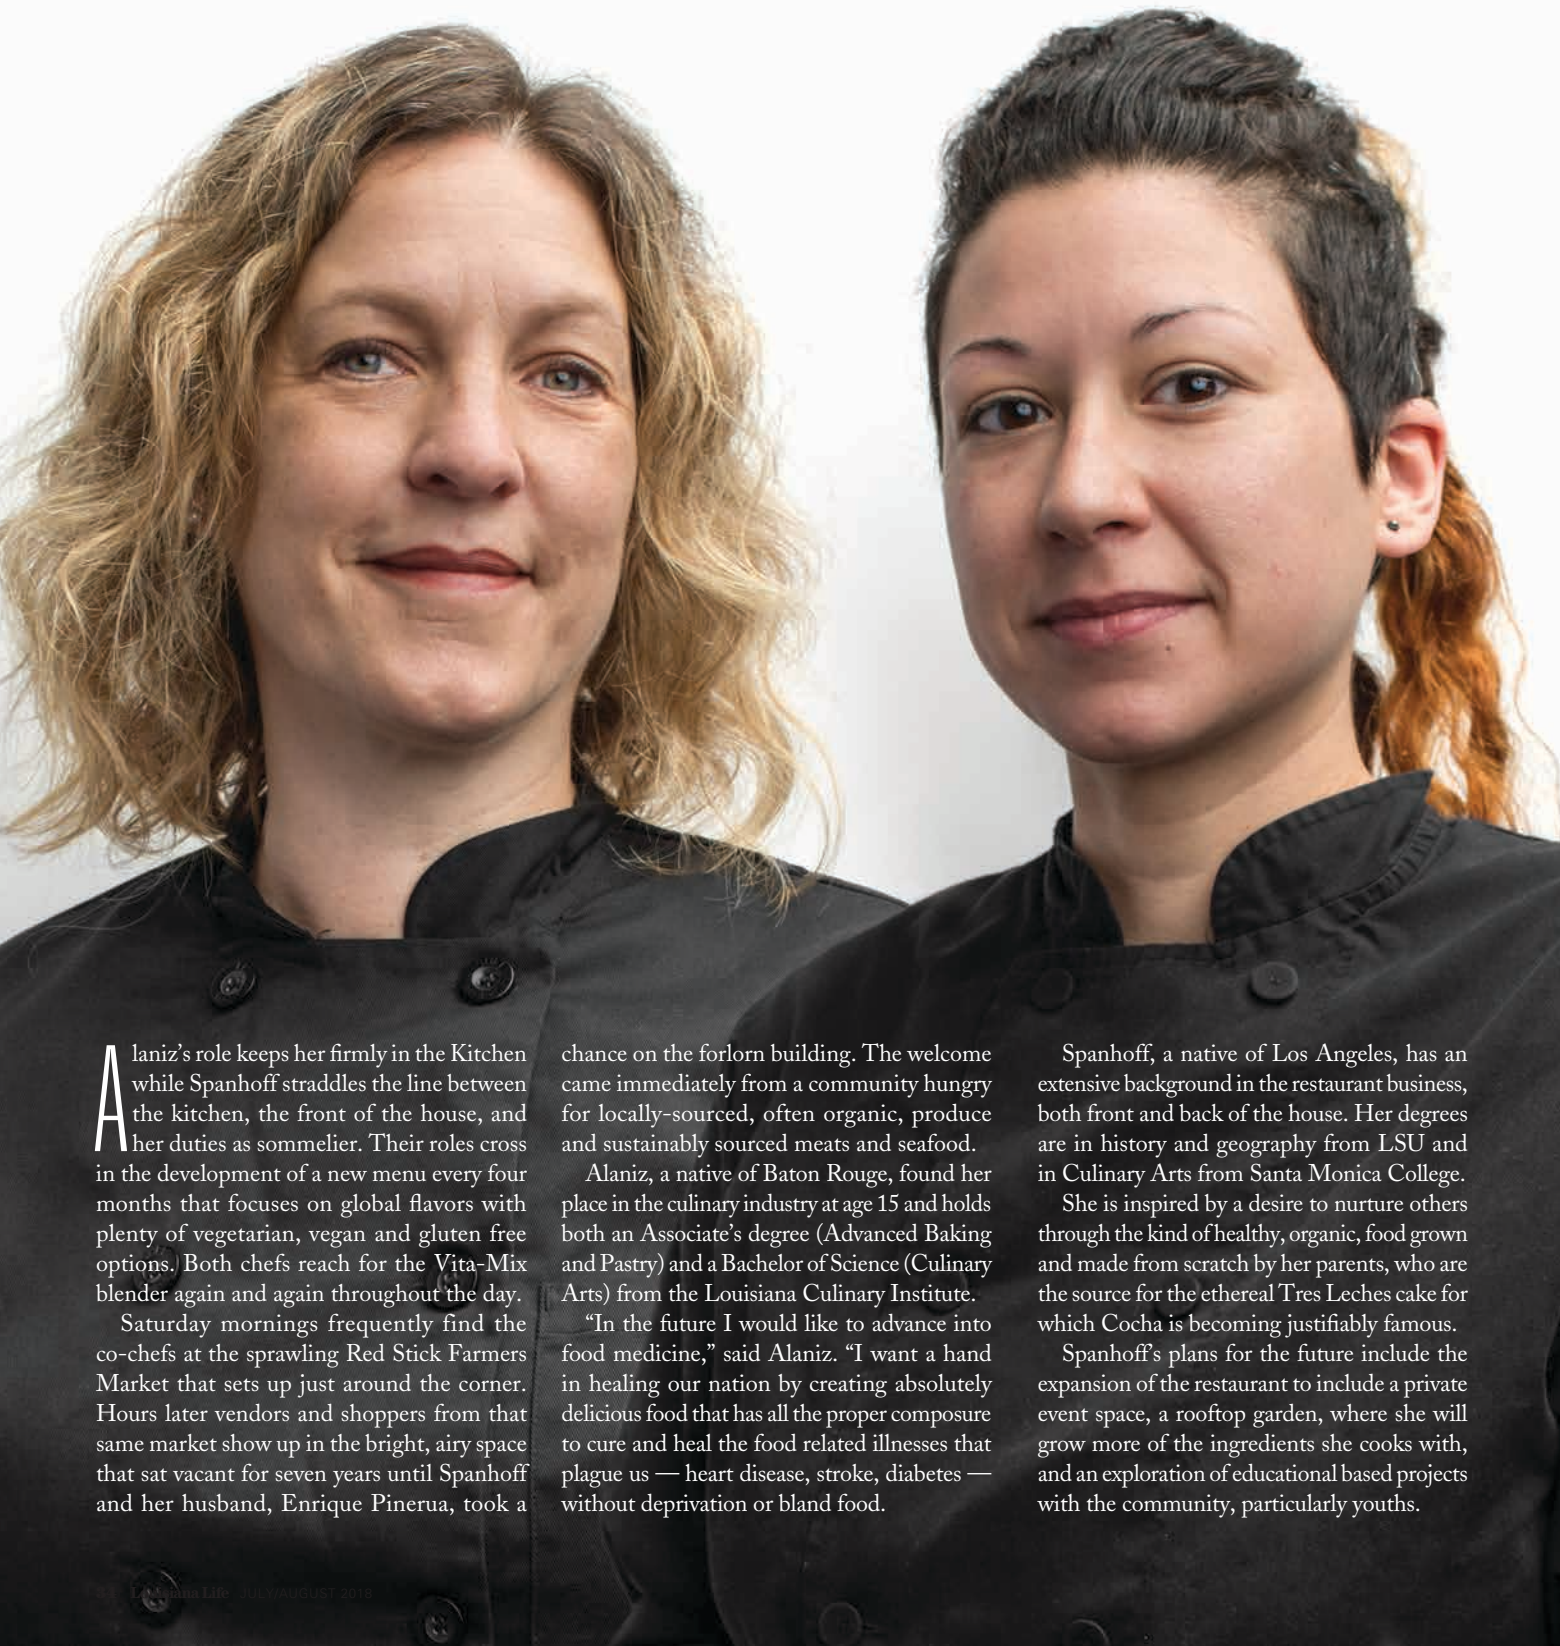 Alaniz’s role keeps her firmly in the Kitchen
while Spanhoff straddles the line between
the kitchen, the front of the house, and
her duties as sommelier. Their roles cross
in the development of a new menu every four
months that focuses on global flavors with
plenty of vegetarian, vegan and gluten free
options. Both chefs reach for the Vita-Mix
blender again and again throughout the day.
Saturday mornings frequently find the
co-chefs at the sprawling Red Stick Farmers
Market that sets up just around the corner.
Hours later vendors and shoppers from that
same market show up in the bright, airy space
that sat vacant for seven years until Spanhoff
and her husband, Enrique Pinerua, took a
chance on the forlorn building. The welcome
came immediately from a community hungry
for locally-sourced, often organic, produce
and sustainably sourced meats and seafood.
Alaniz, a native of Baton Rouge, found her
place in the culinary industry at age 15 and holds
both an Associate’s degree (Advanced Baking
and Pastry) and a Bachelor of Science (Culinary
Arts) from the Louisiana Culinary Institute.
“In the future I would like to advance into
food medicine,” said Alaniz. “I want a hand
in healing our nation by creating absolutely
delicious food that has all the proper composure
to cure and heal the food related illnesses that
plague us — heart disease, stroke, diabetes —
without deprivation or bland food.
Spanhoff, a native of Los Angeles, has an
extensive background in the restaurant business,
both front and back of the house. Her degrees
are in history and geography from LSU and
in Culinary Arts from Santa Monica College.
She is inspired by a desire to nurture others
through the kind of healthy, organic, food grown
and made from scratch by her parents, who are
the source for the ethereal Tres Leches cake for
which Cocha is becoming justifiably famous.
Spanhoff’s plans for the future include the
expansion of the restaurant to include a private
event space, a rooftop garden, where she will
grow more of the ingredients she cooks with,
and an exploration of educational based projects
with the community, particularly youths.
Louisiana Life JULY/AUGUST 2018